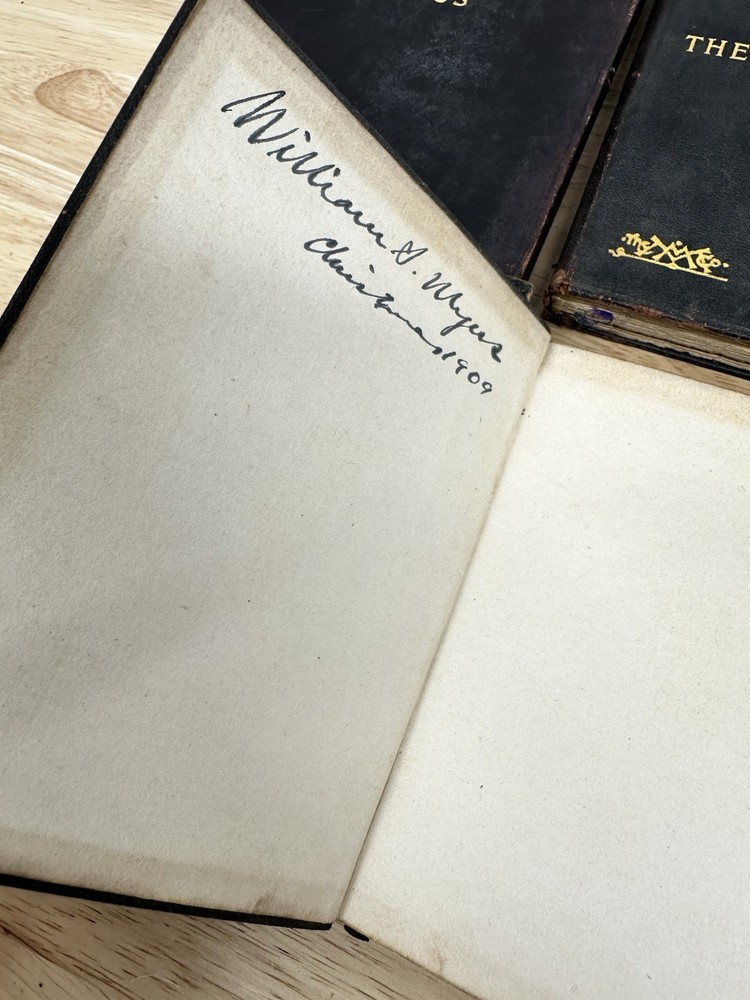 William J. Myers
Christmas 1909
THE